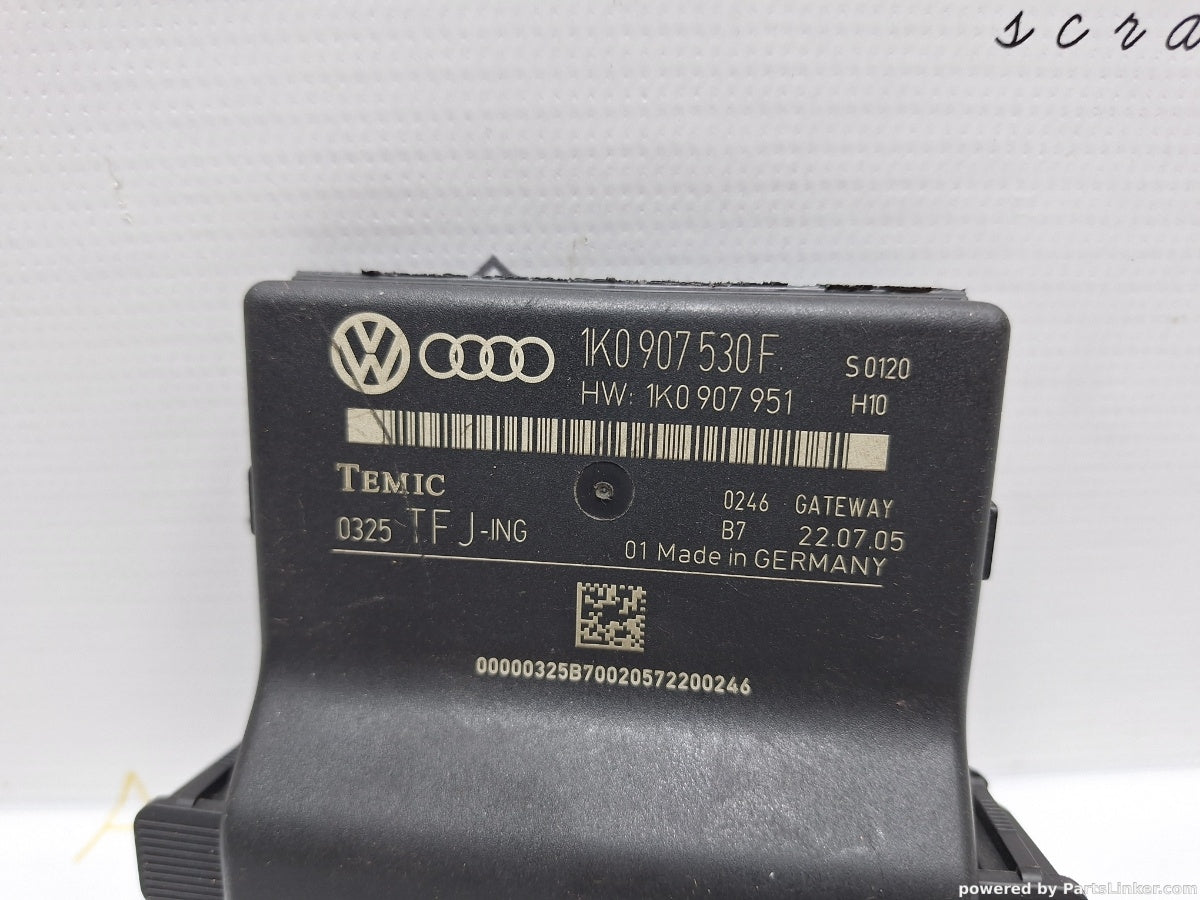 scra
1K0 907 530 F
S 0120
HW: 1K0 907 951
H10
TEMIC
0246 GATEWAY
0325 TFJ-ING
B7 22.07.05
01 Made in GERMANY
00000325B70020572200246
A
powered by PartsLinker.com